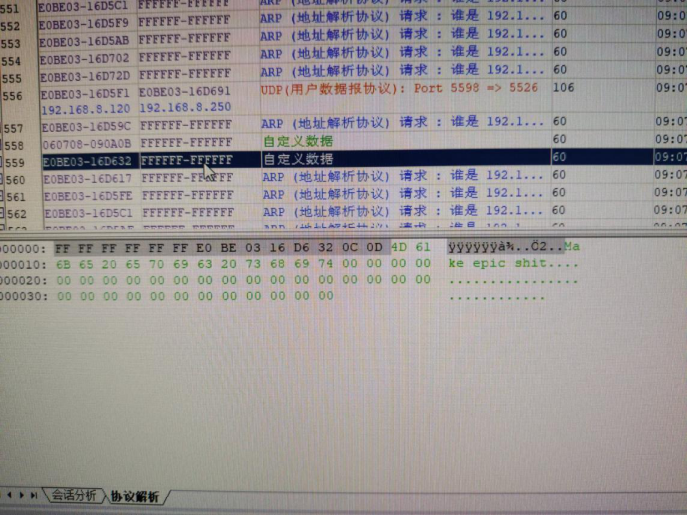 551 E0BE03-16D5C1 FFFFFF-FFFFFF ARP (地址解析协议) 请求 : 谁是 192.1... 60 09:0
552 E0BE03-16D5F9 FFFFFF-FFFFFF ARP (地址解析协议) 请求 : 谁是 192.1... 60 09:07
553 E0BE03-16D5AB FFFFFF-FFFFFF ARP (地址解析协议) 请求 : 谁是 192.1... 60 09:07
554 E0BE03-16D702 FFFFFF-FFFFFF ARP (地址解析协议) 请求 : 谁是 192.1... 60 09:07
555 E0BE03-16D72D FFFFFF-FFFFFF ARP (地址解析协议) 请求 : 谁是 192.1... 60 09:07
556 E0BE03-16D5F1 E0BE03-16D691 UDP(用户数据报协议): Port 5598 => 5526 106 09:07
192.168.8.120 192.168.8.250
557 E0BE03-16D59C FFFFFF-FFFFFF ARP (地址解析协议) 请求 : 谁是 192.1... 60 09:07
558 060708-090A0B FFFFFF-FFFFFF 自定义数据 60 09:07
559 E0BE03-16D632 FFFFFF-FFFFFF 自定义数据 60 09:07
560 E0BE03-16D617 FFFFFF-FFFFFF ARP (地址解析协议) 请求 : 谁是 192.1... 60 09:07
561 E0BE03-16D5FE FFFFFF-FFFFFF ARP (地址解析协议) 请求 : 谁是 192.1... 60 09:07
562 E0BE03-16D5C1 FFFFFF-FFFFFF ARP (地址解析协议) 请求 : 谁是 192.1... 60 09:07
000000: FF FF FF FF FF FF E0 BE 03 16 D6 32 0C 0D 4D 61 ÿÿÿÿÿÿà¾..Ö2..Ma
000010: 6B 65 20 65 70 69 63 20 73 68 69 74 00 00 00 00 ke epic shit....
000020: 00 00 00 00 00 00 00 00 00 00 00 00 00 00 00 00 ................
000030: 00 00 00 00 00 00 00 00 00 00 00 00 ............
会话分析 协议解析